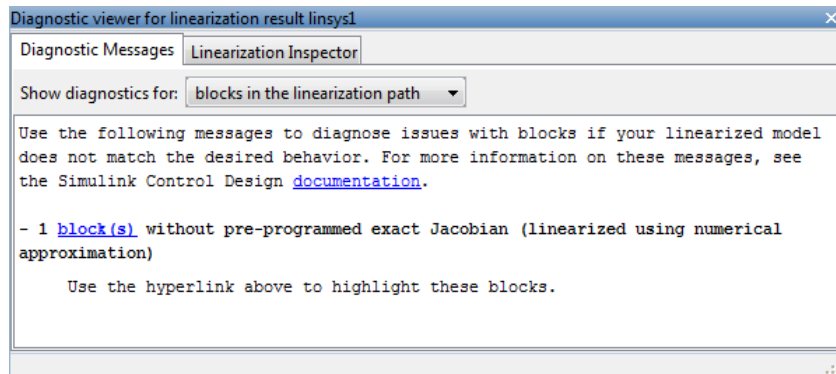 Diagnostic viewer for linearization result linsys1
Diagnostic Messages Linearization Inspector
Show diagnostics for: blocks in the linearization path
Use the following messages to diagnose issues with blocks if your linearized model
does not match the desired behavior. For more information on these messages, see
the Simulink Control Design documentation.
- 1 block(s) without pre-programmed exact Jacobian (linearized using numerical
approximation)
Use the hyperlink above to highlight these blocks.